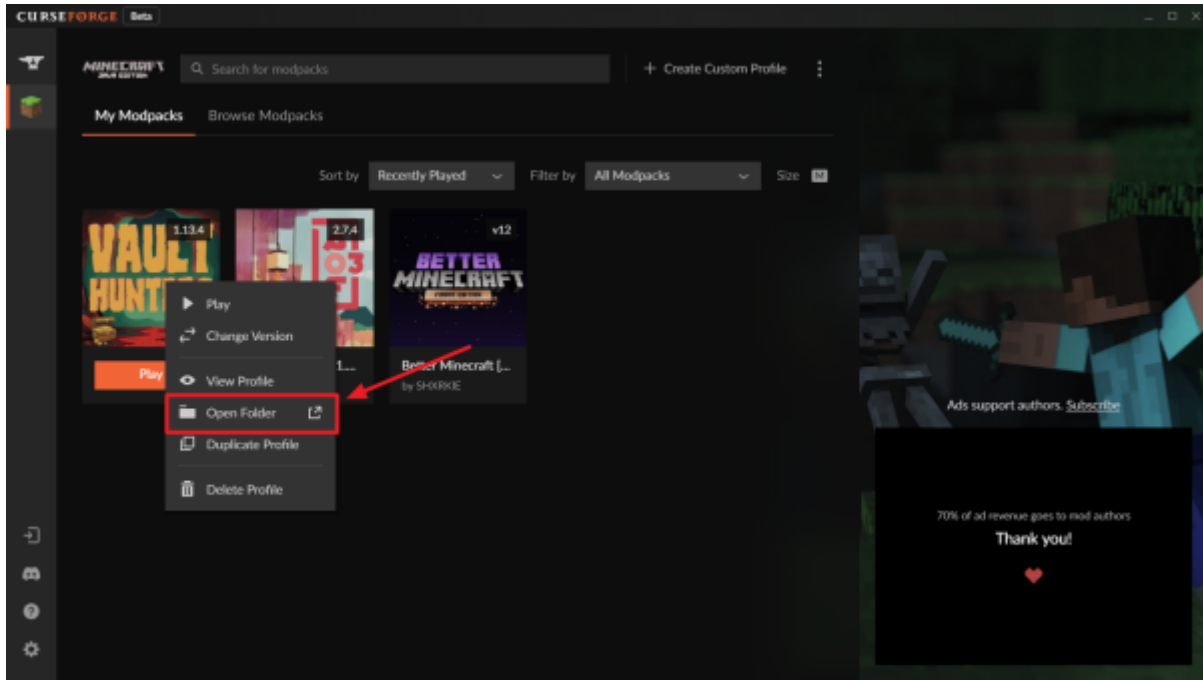 CURSEFORGE Beta
MINECRAFT
JAVA EDITION
Search for modpacks
+ Create Custom Profile
My Modpacks
Browse Modpacks
Sort by
Recently Played
Filter by
All Modpacks
Size M
1.13.4
VAULT
2.7.4
v12
BETTER
MINECRAFT
Play
Play
Change Version
View Profile
Open Folder
Duplicate Profile
Delete Profile
Better Minecraft [...
by SHXRKIE
Ads support authors. Subscribe
70% of ad revenue goes to mod authors
Thank you!